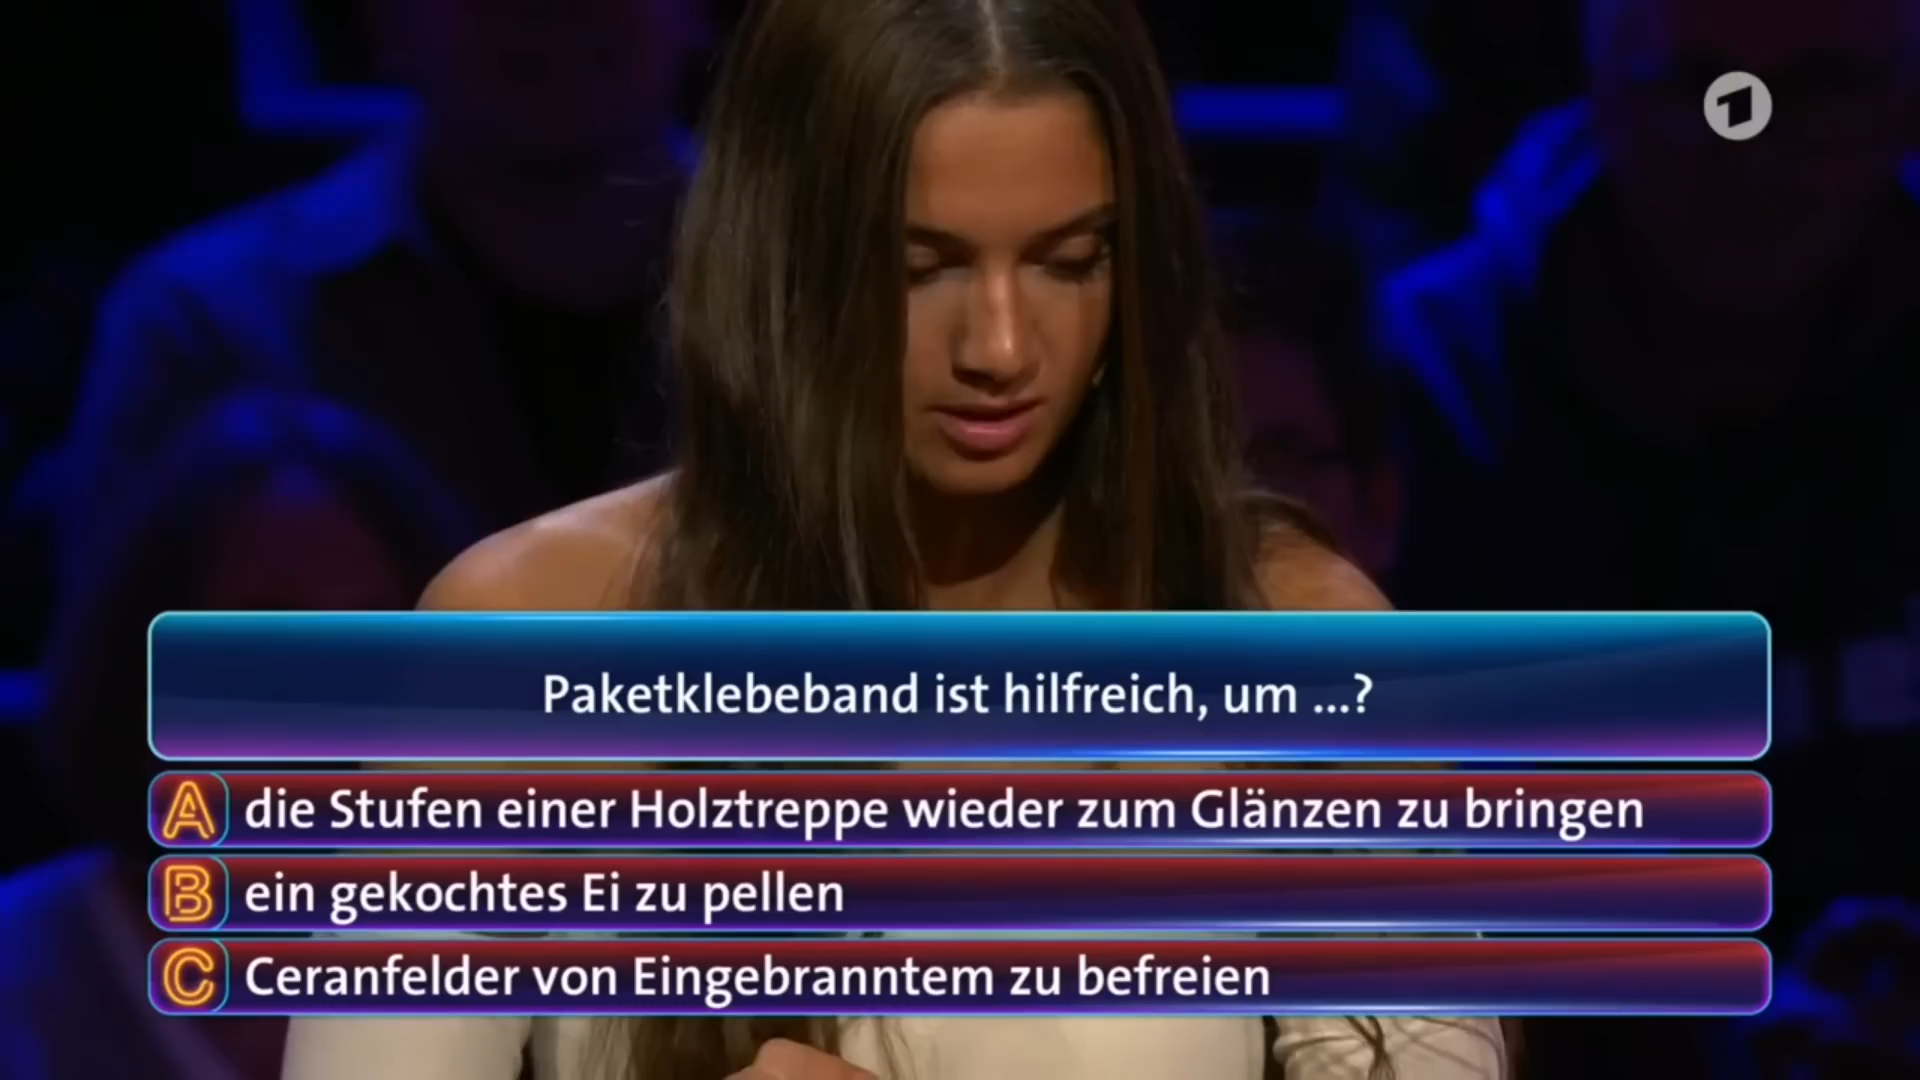 Paketklebeband ist hilfreich, um ...?
A die Stufen einer Holztreppe wieder zum Glänzen zu bringen
B ein gekochtes Ei zu pellen
C Ceranfelder von Eingebranntem zu befreien